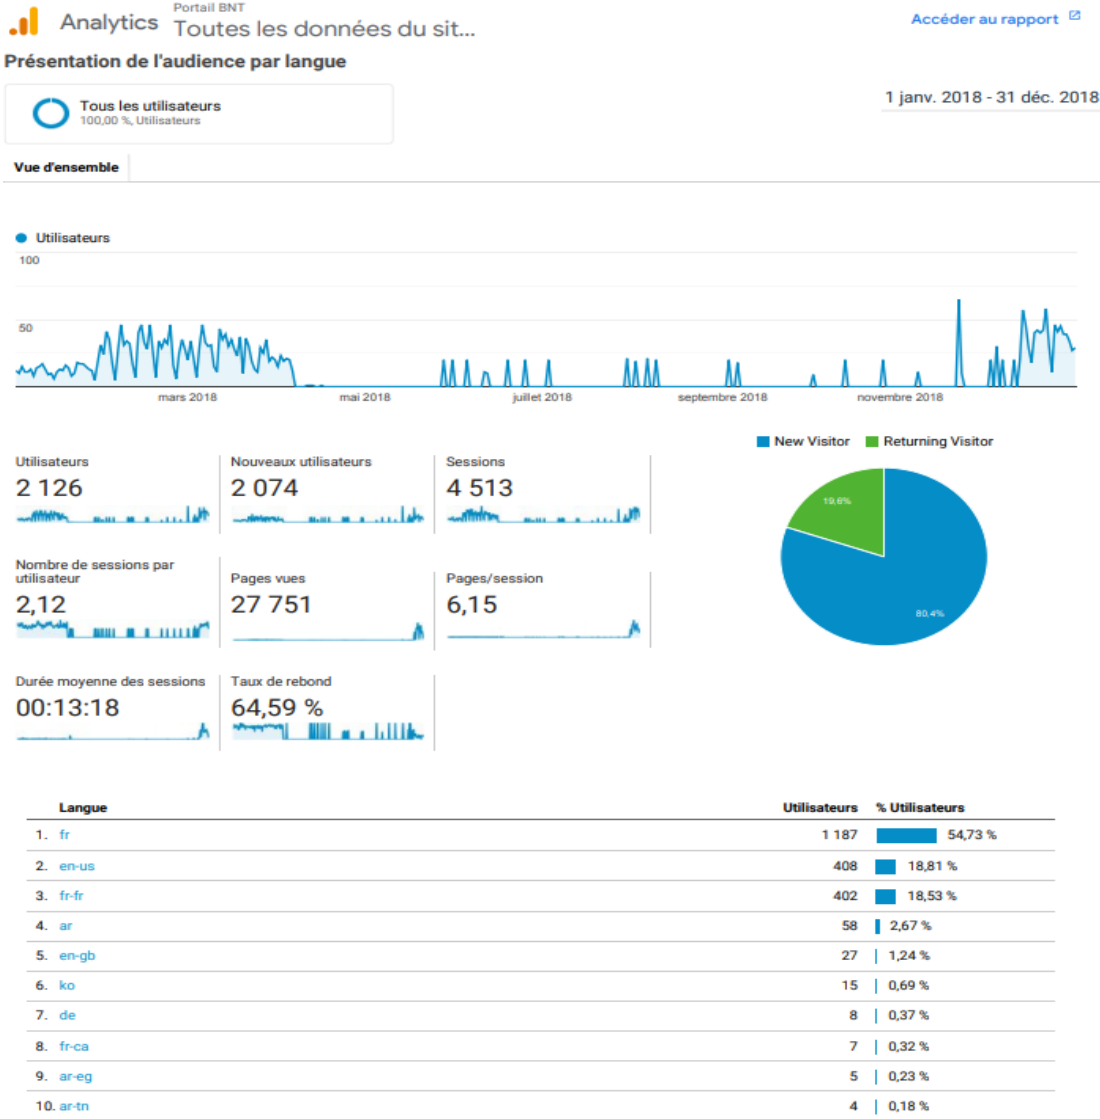 Portail BNT
Analytics Toutes les données du sit...
Accéder au rapport
Présentation de l'audience par langue
Tous les utilisateurs
100,00 %, Utilisateurs
1 janv. 2018 - 31 déc. 2018
Vue d'ensemble
Utilisateurs
100
50
mars 2018 mai 2018 juillet 2018 septembre 2018 novembre 2018
New Visitor Returning Visitor
19,6%
80,4%
Utilisateurs
2 126
Nouveaux utilisateurs
2 074
Sessions
4 513
Nombre de sessions par
utilisateur
2,12
Pages vues
27 751
Pages/session
6,15
Durée moyenne des sessions
00:13:18
Taux de rebond
64,59 %
Langue Utilisateurs % Utilisateurs
1. fr 1 187 54,73 %
2. en-us 408 18,81 %
3. fr-fr 402 18,53 %
4. ar 58 2,67 %
5. en-gb 27 1,24 %
6. ko 15 0,69 %
7. de 8 0,37 %
8. fr-ca 7 0,32 %
9. ar-eg 5 0,23 %
10. ar-tn 4 0,18 %